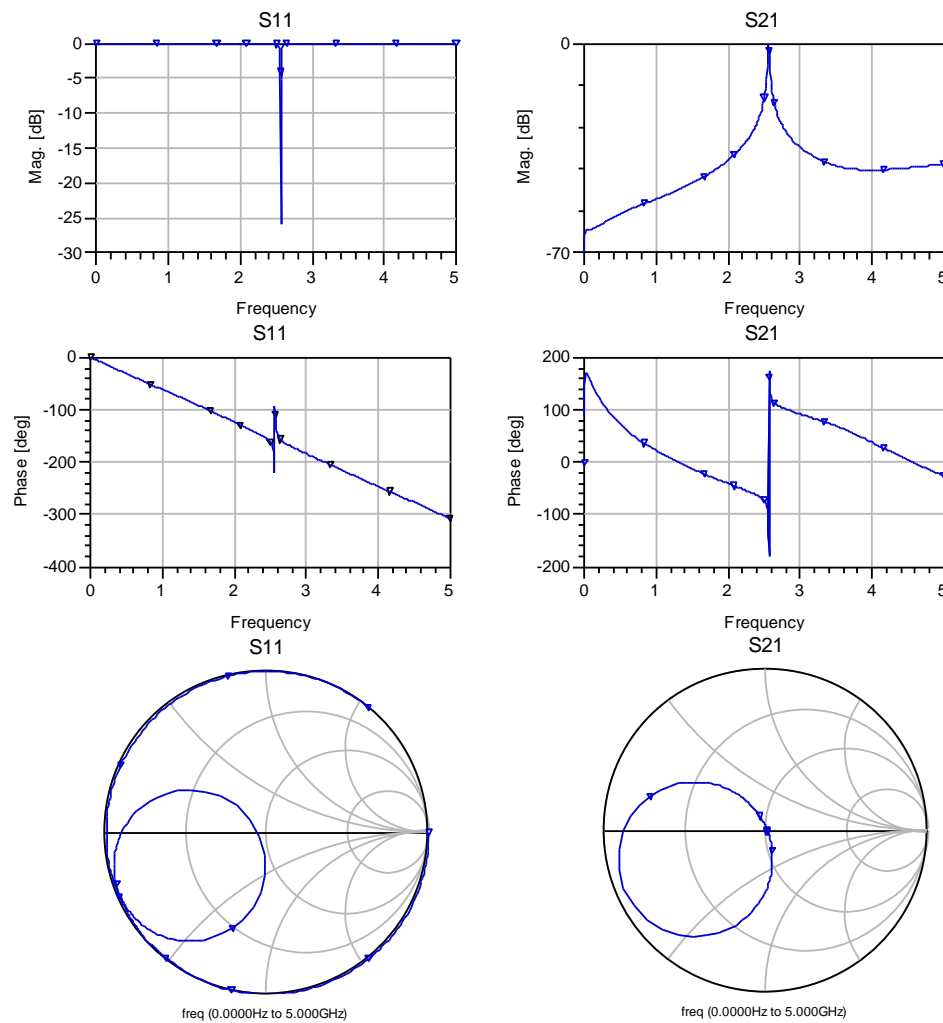 S11
S21
0
-5
-10
-15
-20
-25
-30
Mag. [dB]
0 1 2 3 4 5
Frequency
0
-70
Mag. [dB]
0 1 2 3 4 5
Frequency
S11
S21
0
-100
-200
-300
-400
Phase [deg]
0 1 2 3 4 5
Frequency
200
100
0
-100
-200
Phase [deg]
0 1 2 3 4 5
Frequency
S11
S21
freq (0.0000Hz to 5.000GHz)
freq (0.0000Hz to 5.000GHz)